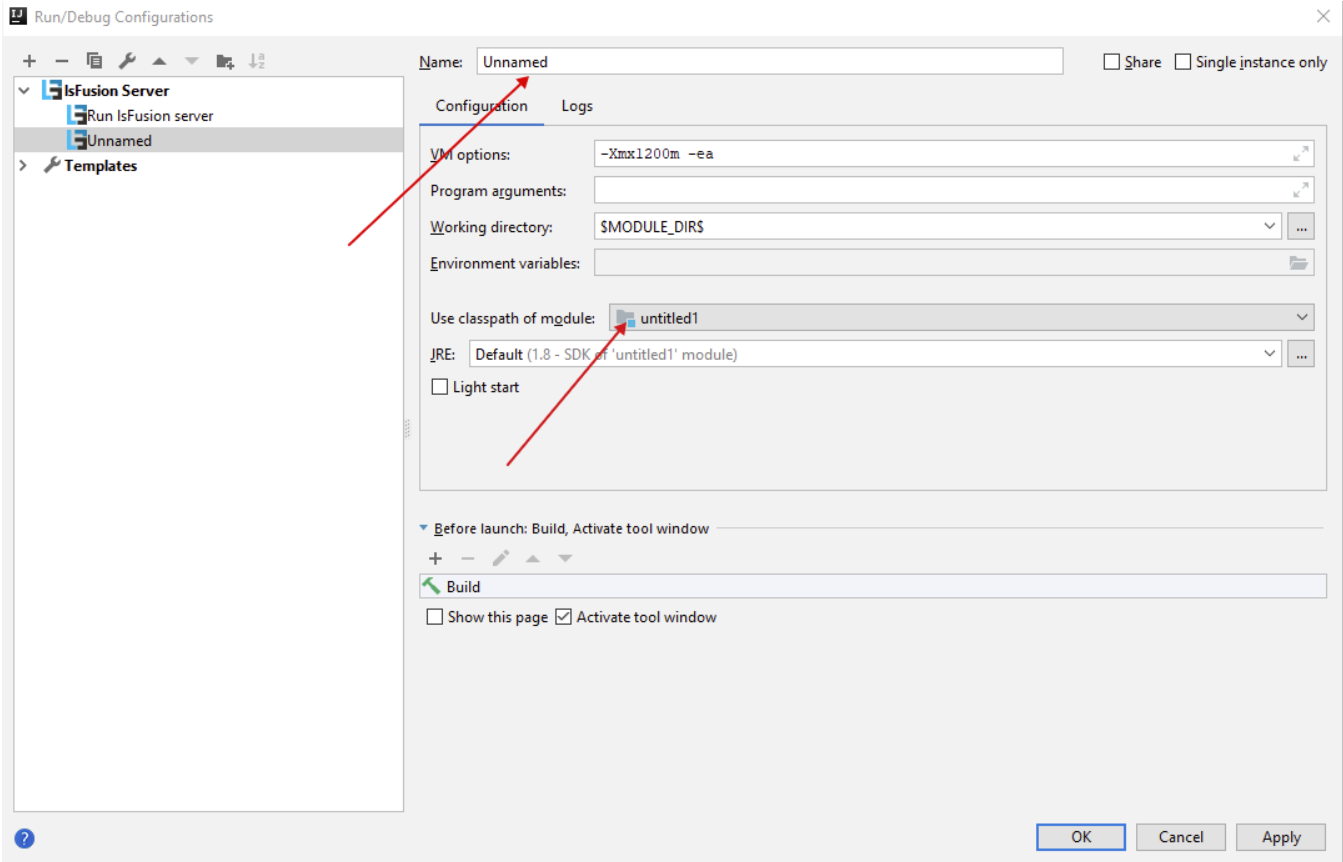 Run/Debug Configurations
lsFusion Server
Run lsFusion server
Unnamed
Templates
Name: Unnamed
Share Single instance only
Configuration Logs
VM options: -Xmx1200m -ea
Program arguments:
Working directory: $MODULE_DIR$ ...
Environment variables:
Use classpath of module: untitled1
JRE: Default (1.8 - SDK of 'untitled1' module) ...
Light start
Before launch: Build, Activate tool window
Build
Show this page Activate tool window
? OK Cancel Apply